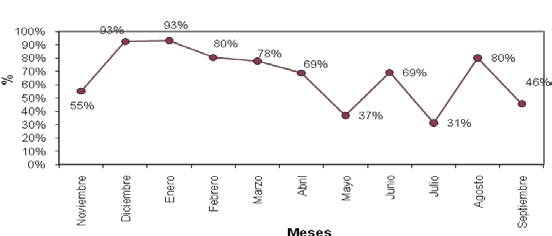 93%
93%
80%
78%
69%
69%
80%
55%
37%
31%
46%
100%
90%
80%
70%
60%
50%
40%
30%
20%
10%
0%
%
Noviembre
Diciembre
Enero
Febrero
Marzo
Abril
Mayo
Junio
Julio
Agosto
Septiembre
Meses